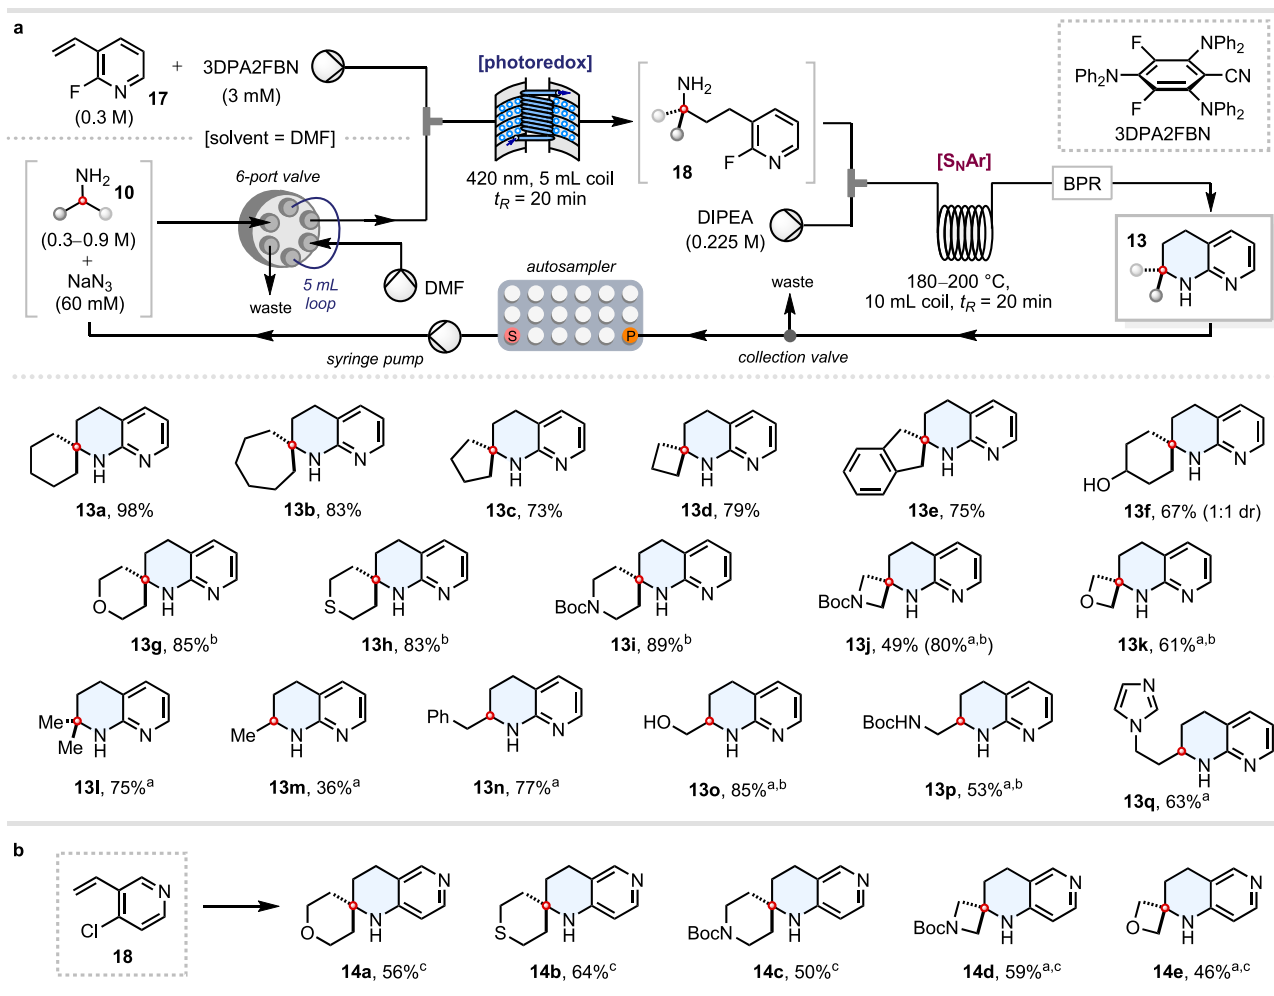 a
F
N
17
(0.3 M)
+
3DPA2FBN
(3 mM)
[solvent = DMF]
[photoredox]
420 nm, 5 mL coil
tR = 20 min
NH2
F
N
18
F
NPh2
Ph2N
CN
F
NPh2
3DPA2FBN
NH2
10
(0.3–0.9 M)
+
NaN3
(60 mM)
6-port valve
5 mL
loop
waste
DMF
DIPEA
(0.225 M)
[SNAr]
180–200 °C,
10 mL coil, tR = 20 min
BPR
13
N
H
N
autosampler
S
P
syringe pump
waste
collection valve
N
H
N
13a, 98%
N
H
N
13b, 83%
N
H
N
13c, 73%
N
H
N
13d, 79%
N
H
N
13e, 75%
HO
N
H
N
13f, 67% (1:1 dr)
O
N
H
N
13g, 85%b
S
N
H
N
13h, 83%b
BocN
N
H
N
13i, 89%b
BocN
N
H
N
13j, 49% (80%a,b)
O
N
H
N
13k, 61%a,b
Me
Me
N
H
N
13l, 75%a
Me
N
H
N
13m, 36%a
Ph
N
H
N
13n, 77%a
HO
N
H
N
13o, 85%a,b
BocHN
N
H
N
13p, 53%a,b
N
N
N
H
N
13q, 63%a
b
N
Cl
18
O
N
H
N
14a, 56%c
S
N
H
N
14b, 64%c
BocN
N
H
N
14c, 50%c
BocN
N
H
N
14d, 59%a,c
O
N
H
N
14e, 46%a,c